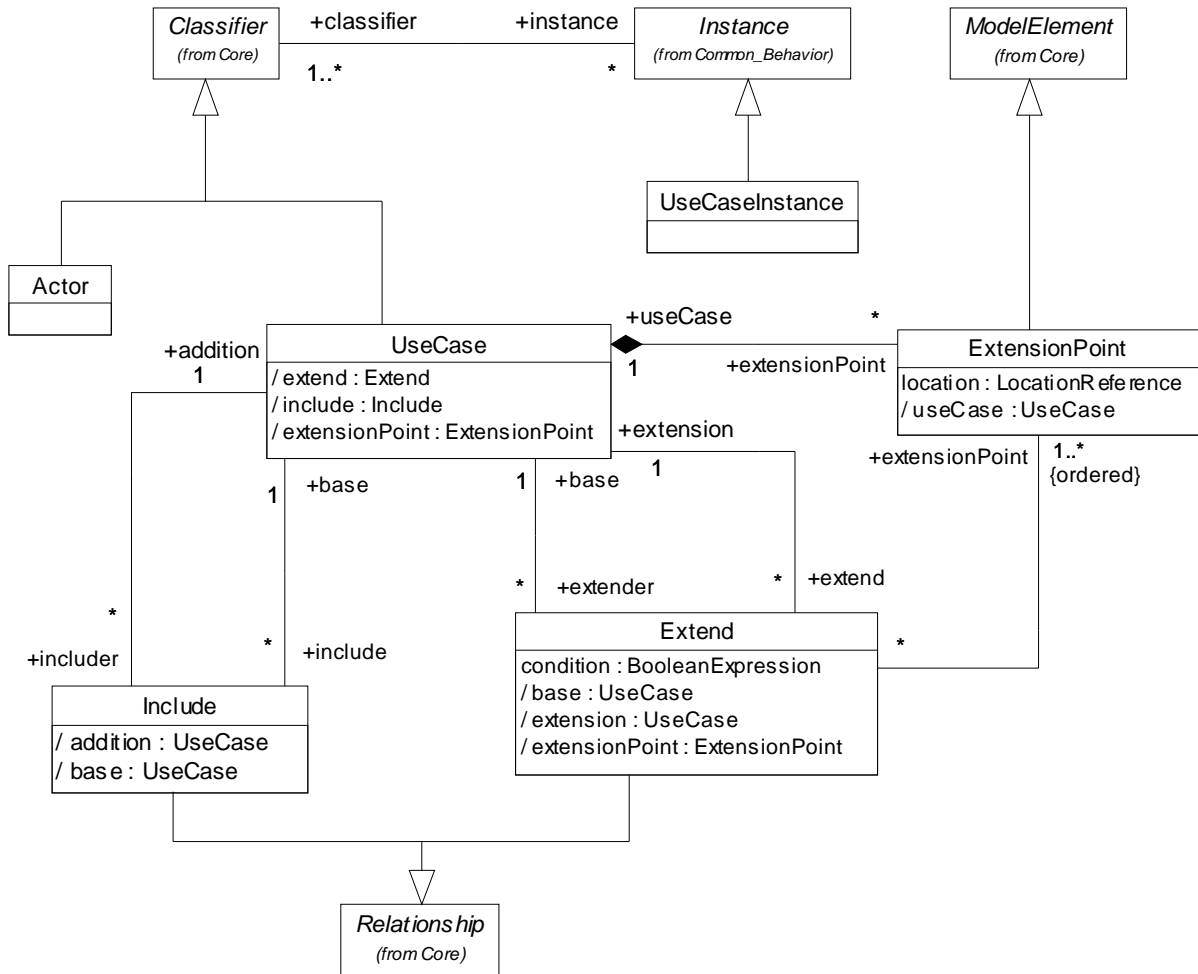 Classifier
(from Core)
+classifier
1..*
+instance
*
Instance
(from Common_Behavior)
ModelElement
(from Core)
UseCaseInstance
Actor
+addition
1
UseCase
/ extend : Extend
/ include : Include
/ extensionPoint : ExtensionPoint
+useCase
1
*
+extensionPoint
ExtensionPoint
location : LocationReference
/ useCase : UseCase
+extension
1
+extensionPoint
1..*
{ordered}
1
+base
1
+base
*
+extender
*
+extend
*
+includer
*
+include
Extend
condition : BooleanExpression
/ base : UseCase
/ extension : UseCase
/ extensionPoint : ExtensionPoint
*
Include
/ addition : UseCase
/ base : UseCase
Relationship
(from Core)